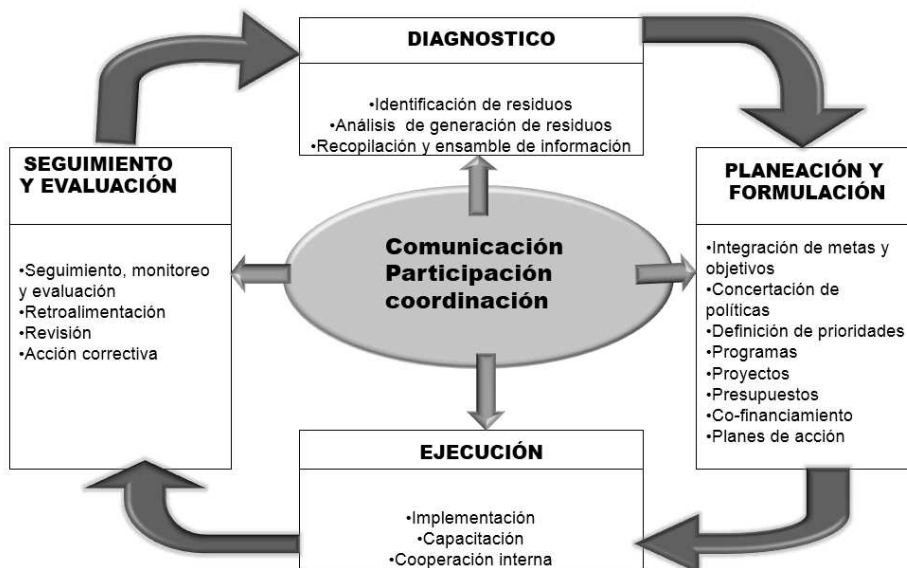 DIAGNOSTICO
•Identificación de residuos
•Análisis de generación de residuos
•Recopilación y ensamble de información
SEGUIMIENTO
Y EVALUACIÓN
•Seguimiento, monitoreo
y evaluación
•Retroalimentación
•Revisión
•Acción correctiva
Comunicación
Participación
coordinación
PLANEACIÓN Y
FORMULACIÓN
•Integración de metas y
objetivos
•Concertación de
políticas
•Definición de prioridades
•Programas
•Proyectos
•Presupuestos
•Co-financiamiento
•Planes de acción
EJECUCIÓN
•Implementación
•Capacitación
•Cooperación interna